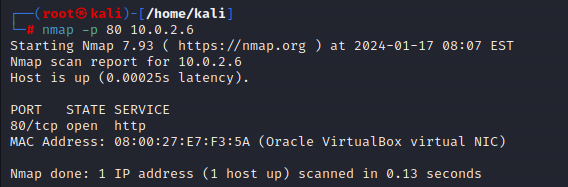 ┌──(root㉿kali)-[/home/kali]
└─# nmap -p 80 10.0.2.6
Starting Nmap 7.93 ( https://nmap.org ) at 2024-01-17 08:07 EST
Nmap scan report for 10.0.2.6
Host is up (0.00025s latency).

PORT   STATE SERVICE
80/tcp open  http
MAC Address: 08:00:27:E7:F3:5A (Oracle VirtualBox virtual NIC)

Nmap done: 1 IP address (1 host up) scanned in 0.13 seconds